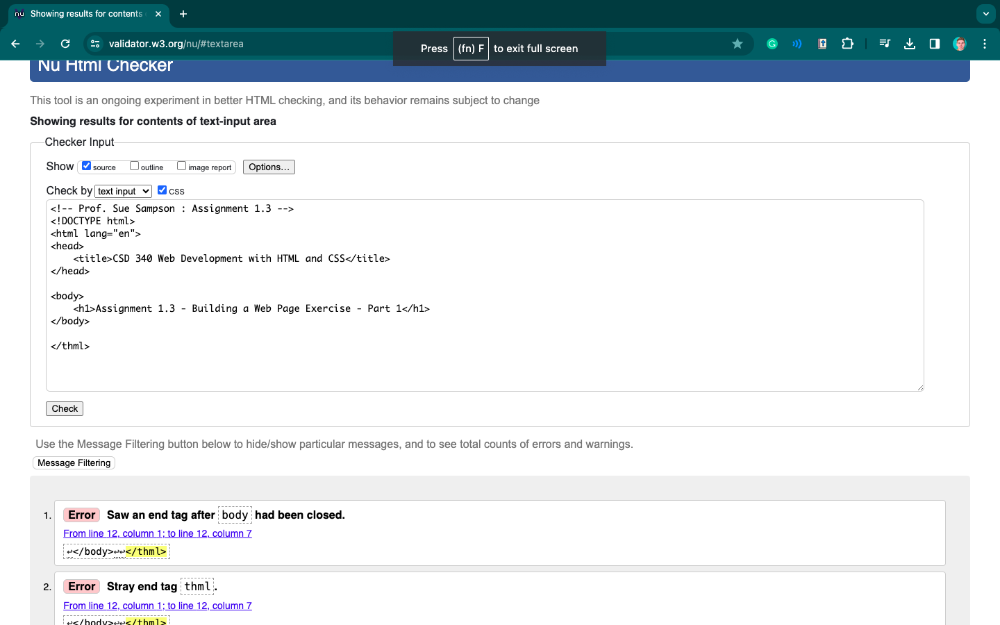 nu Showing results for contents
validator.w3.org/nu/#textarea
Press (fn) F to exit full screen
Nu Html Checker
This tool is an ongoing experiment in better HTML checking, and its behavior remains subject to change
Showing results for contents of text-input area
Checker Input
Show source outline image report Options...
Check by text input CSS
<!-- Prof. Sue Sampson : Assignment 1.3 -->
<!DOCTYPE html>
<html lang="en">
<head>
    <title>CSD 340 Web Development with HTML and CSS</title>
</head>
<body>
    <h1>Assignment 1.3 - Building a Web Page Exercise - Part 1</h1>
</body>
</thml>
Check
Use the Message Filtering button below to hide/show particular messages, and to see total counts of errors and warnings.
Message Filtering
1. Error Saw an end tag after body had been closed.
From line 12, column 1; to line 12, column 7
↩</body>↩↩</thml>
2. Error Stray end tag thml.
From line 12, column 1; to line 12, column 7
↩</body>↩↩</thml>